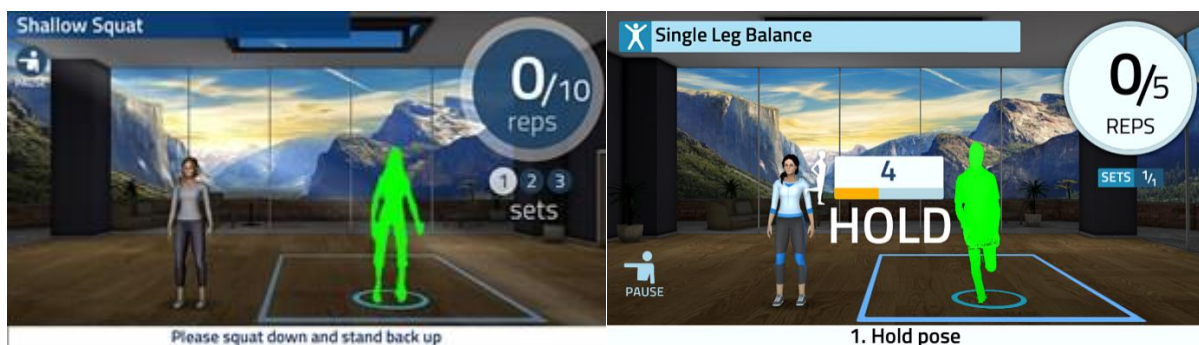 Shallow Squat
PAUSE
0/10
reps
1 2 3
sets
Please squat down and stand back up
Single Leg Balance
0/5
REPS
SETS 1/1
4
HOLD
PAUSE
1. Hold pose